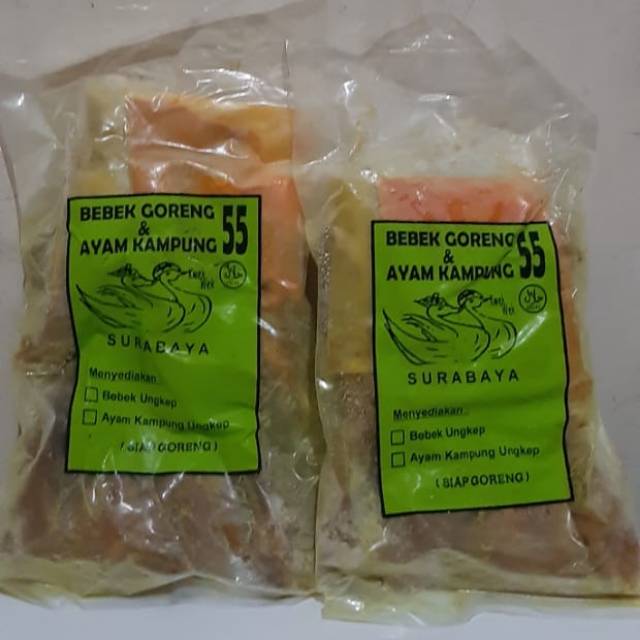 BEBEK GORENG
&
AYAM KAMPUNG 55
SURABAYA
Menyediakan :
Bebek Ungkep
Ayam Kampung Ungkep
(SIAP GORENG)
BEBEK GORENG
&
AYAM KAMPUNG 55
SURABAYA
Menyediakan :
Bebek Ungkep
Ayam Kampung Ungkep
(SIAP GORENG)